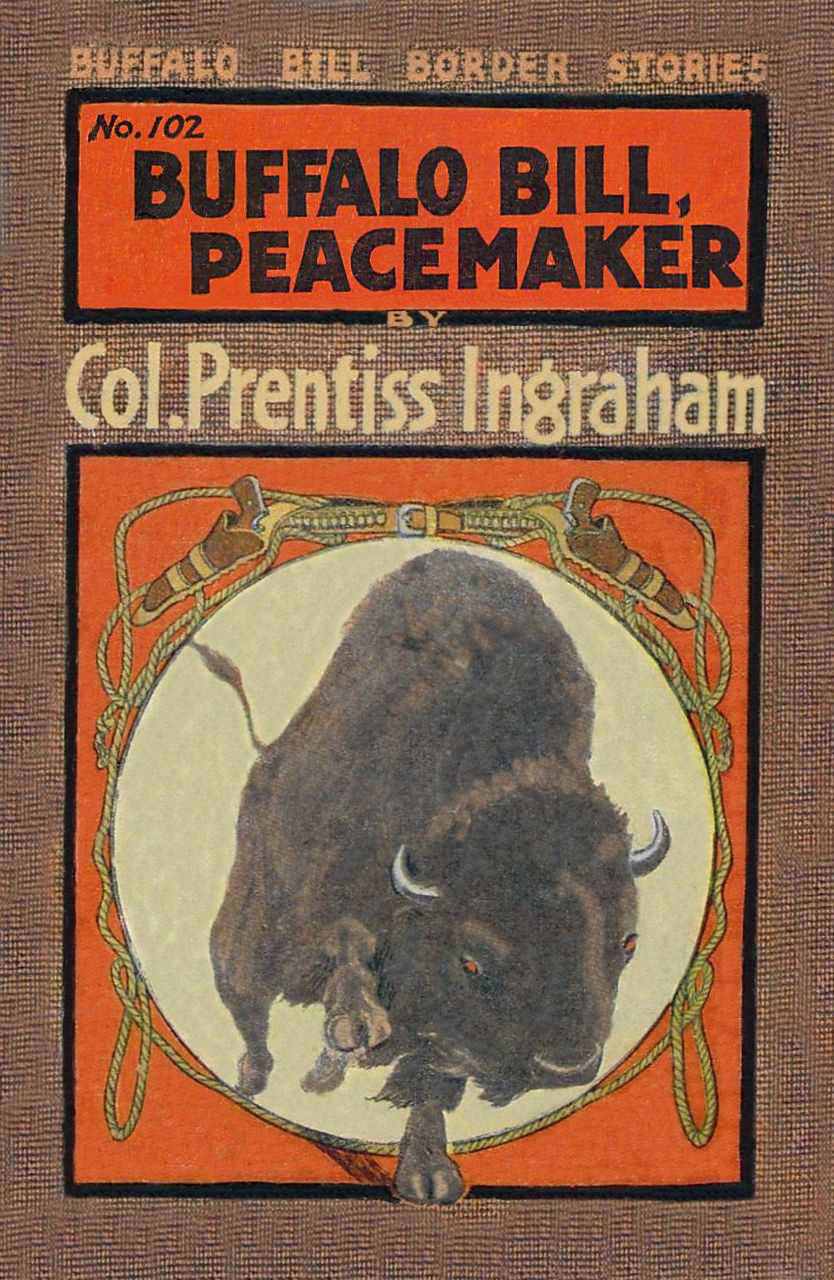 BUFFALO BILL BORDER STORIES
No. 102
BUFFALO BILL,
PEACEMAKER
BY
Col. Prentiss Ingraham